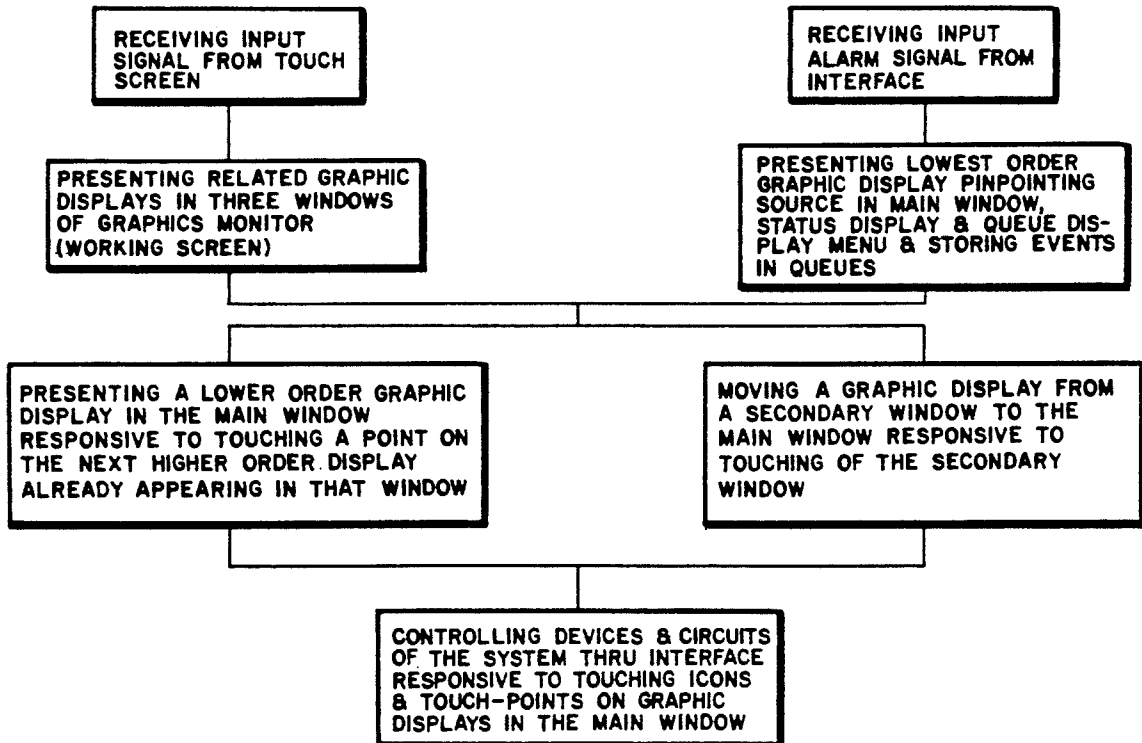 RECEIVING INPUT
SIGNAL FROM TOUCH
SCREEN
RECEIVING INPUT
ALARM SIGNAL FROM
INTERFACE
PRESENTING RELATED GRAPHIC
DISPLAYS IN THREE WINDOWS
OF GRAPHICS MONITOR
(WORKING SCREEN)
PRESENTING LOWEST ORDER
GRAPHIC DISPLAY PINPOINTING
SOURCE IN MAIN WINDOW,
STATUS DISPLAY & QUEUE DIS-
PLAY MENU & STORING EVENTS
IN QUEUES
PRESENTING A LOWER ORDER GRAPHIC
DISPLAY IN THE MAIN WINDOW
RESPONSIVE TO TOUCHING A POINT ON
THE NEXT HIGHER ORDER DISPLAY
ALREADY APPEARING IN THAT WINDOW
MOVING A GRAPHIC DISPLAY FROM
A SECONDARY WINDOW TO THE
MAIN WINDOW RESPONSIVE TO
TOUCHING OF THE SECONDARY
WINDOW
CONTROLLING DEVICES & CIRCUITS
OF THE SYSTEM THRU INTERFACE
RESPONSIVE TO TOUCHING ICONS
& TOUCH-POINTS ON GRAPHIC
DISPLAYS IN THE MAIN WINDOW